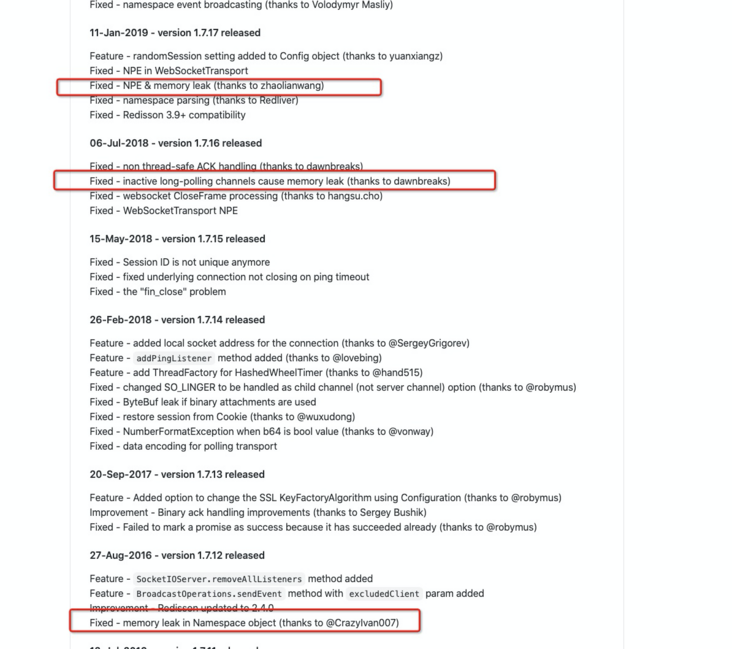 Fixed - namespace event broadcasting (thanks to Volodymyr Masliy)
11-Jan-2019 - version 1.7.17 released
Feature - randomSession setting added to Config object (thanks to yuanxiangz)
Fixed - NPE in WebSocketTransport
Fixed - NPE & memory leak (thanks to zhaolianwang)
Fixed - namespace parsing (thanks to Redliver)
Fixed - Redisson 3.9+ compatibility
06-Jul-2018 - version 1.7.16 released
Fixed - non thread-safe ACK handling (thanks to dawnbreaks)
Fixed - inactive long-polling channels cause memory leak (thanks to dawnbreaks)
Fixed - websocket CloseFrame processing (thanks to hangsu.cho)
Fixed - WebSocketTransport NPE
15-May-2018 - version 1.7.15 released
Fixed - Session ID is not unique anymore
Fixed - fixed underlying connection not closing on ping timeout
Fixed - the "fin_close" problem
26-Feb-2018 - version 1.7.14 released
Feature - added local socket address for the connection (thanks to @SergeyGrigorev)
Feature - addPingListener method added (thanks to @lovebing)
Feature - add ThreadFactory for HashedWheelTimer (thanks to @hand515)
Fixed - changed SO_LINGER to be handled as child channel (not server channel) option (thanks to @robymus)
Fixed - ByteBuf leak if binary attachments are used
Fixed - restore session from Cookie (thanks to @wuxudong)
Fixed - NumberFormatException when b64 is bool value (thanks to @vonway)
Fixed - data encoding for polling transport
20-Sep-2017 - version 1.7.13 released
Feature - Added option to change the SSL KeyFactoryAlgorithm using Configuration (thanks to @robymus)
Improvement - Binary ack handling improvements (thanks to Sergey Bushik)
Fixed - Failed to mark a promise as success because it has succeeded already (thanks to @robymus)
27-Aug-2016 - version 1.7.12 released
Feature - SocketIOServer.removeAllListeners method added
Feature - BroadcastOperations.sendEvent method with excludedClient param added
Improvement - Redisson updated to 2.4.0
Fixed - memory leak in Namespace object (thanks to @CrazyIvan007)